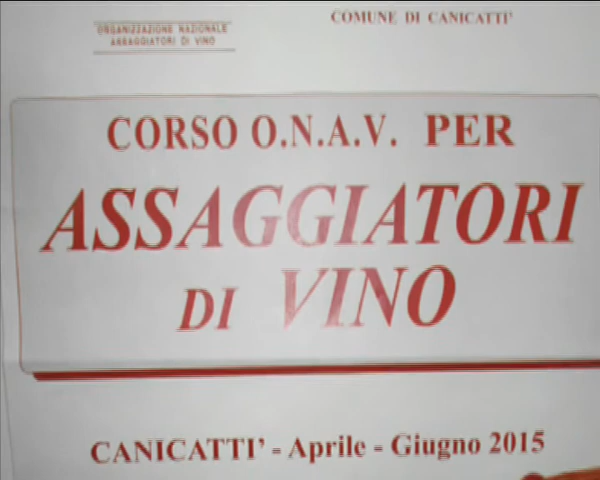 ORGANIZZAZIONE NAZIONALE
ASSAGGIATORI DI VINO
COMUNE DI CANICATTI'
CORSO O.N.A.V. PER
ASSAGGIATORI
DI VINO
CANICATTI' - Aprile - Giugno 2015